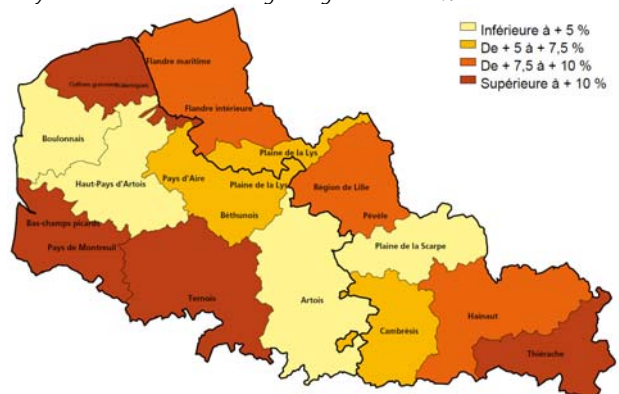 Inférieure à + 5 %
De + 5 à + 7,5 %
De + 7,5 à + 10 %
Supérieure à + 10 %
Flandre maritime
Flandre intérieure
Boulonnais
Plaine de la Lys
Haut-Pays d'Artois
Pays d'Aire
Plaine de la Lys
Région de Lille
Béthunois
Pévèle
Bas-champs picards
Pays de Montreuil
Plaine de la Scarpe
Ternois
Artois
Hainaut
Cambrésis
Thiérache